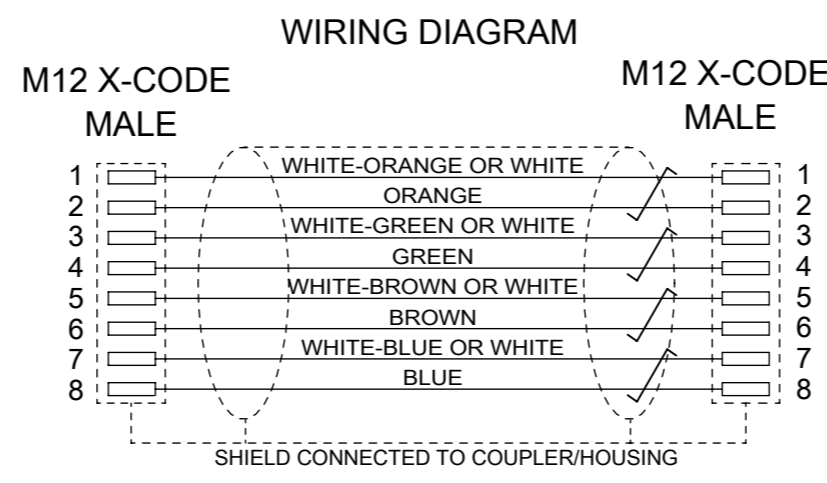 WIRING DIAGRAM
M12 X-CODE
MALE
M12 X-CODE
MALE
1 WHITE-ORANGE OR WHITE 1
2 ORANGE 2
3 WHITE-GREEN OR WHITE 3
4 GREEN 4
5 WHITE-BROWN OR WHITE 5
6 BROWN 6
7 WHITE-BLUE OR WHITE 7
8 BLUE 8
SHIELD CONNECTED TO COUPLER/HOUSING